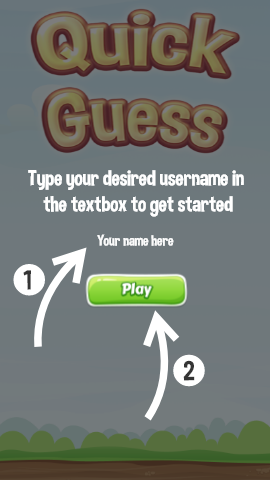 Quick
Guess
Type your desired username in
the textbox to get started
Your name here
1
Play
2